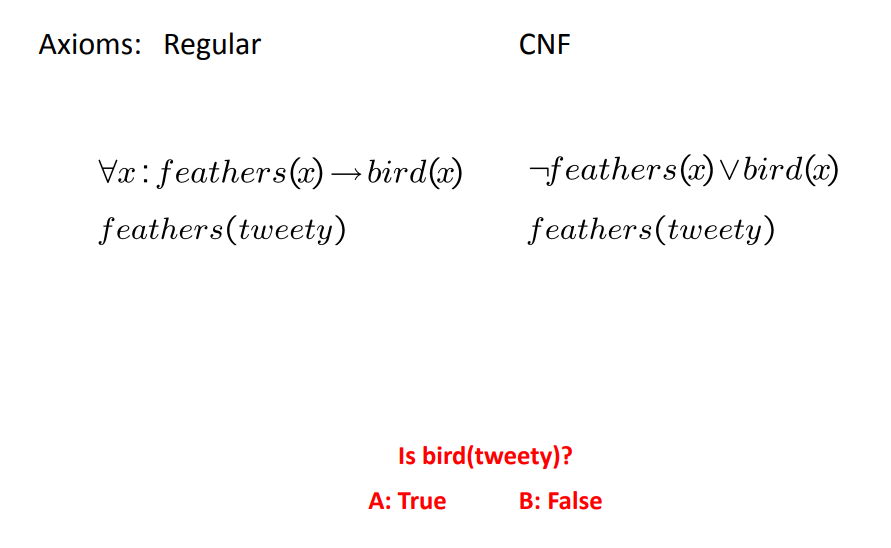 Axioms: Regular CNF
∀x : feathers(x) → bird(x) ¬feathers(x) ∨ bird(x)
feathers(tweety) feathers(tweety)
Is bird(tweety)?
A: True B: False